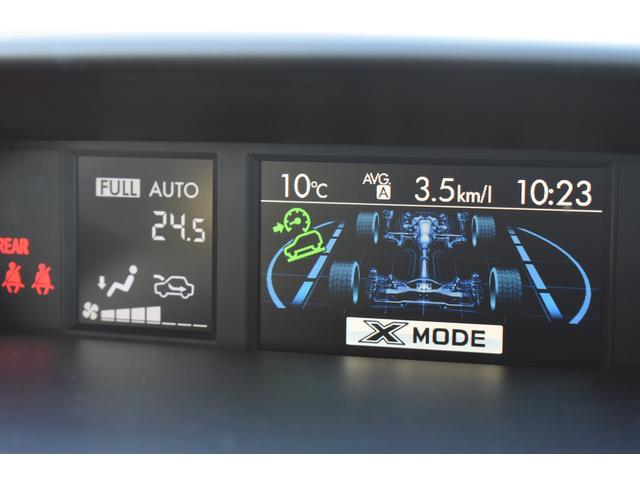 FULL AUTO
24.5
REAR
10℃ AVG. A 3.5km/l 10:23
X MODE